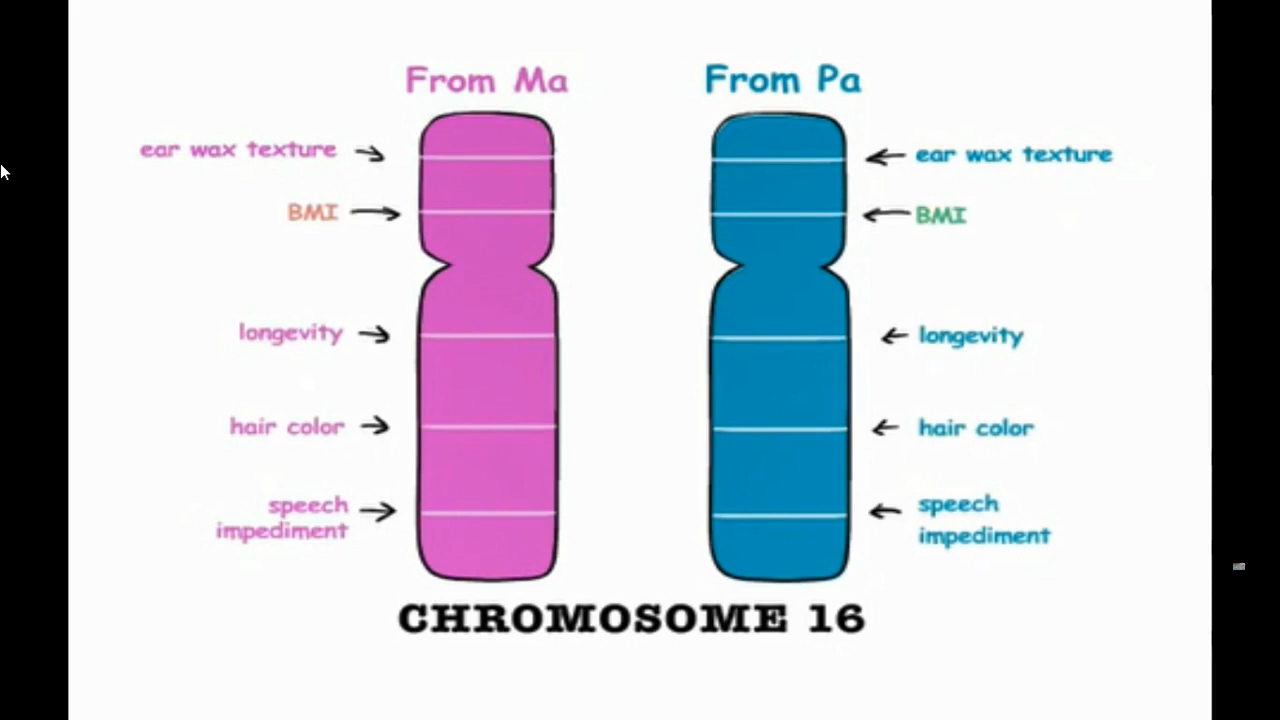 From Ma
From Pa
ear wax texture
ear wax texture
BMI
BMI
longevity
longevity
hair color
hair color
speech
impediment
speech
impediment
CHROMOSOME 16